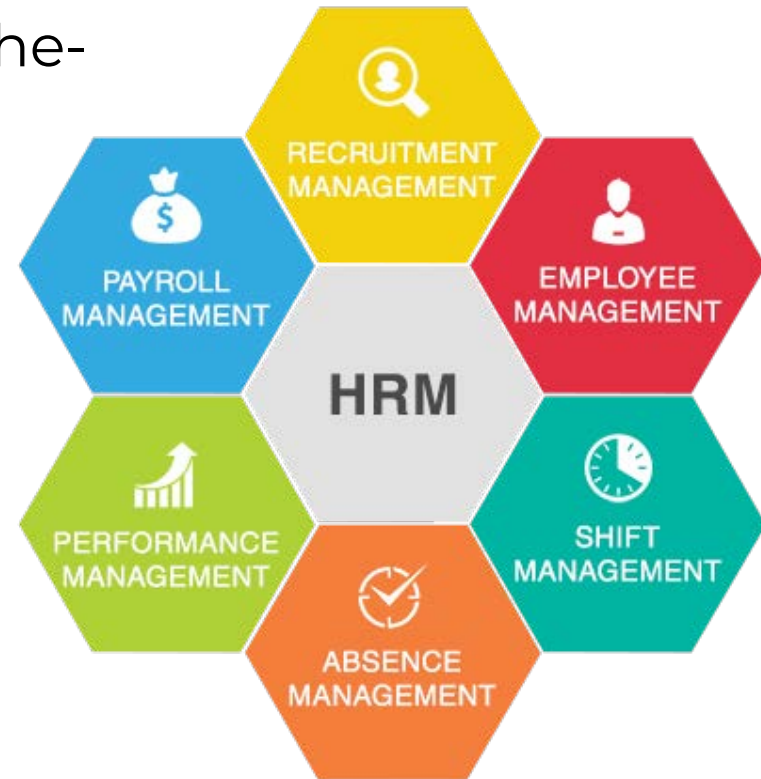 he-
RECRUITMENT
MANAGEMENT
PAYROLL
MANAGEMENT
$
EMPLOYEE
MANAGEMENT
HRM
PERFORMANCE
MANAGEMENT
SHIFT
MANAGEMENT
ABSENCE
MANAGEMENT